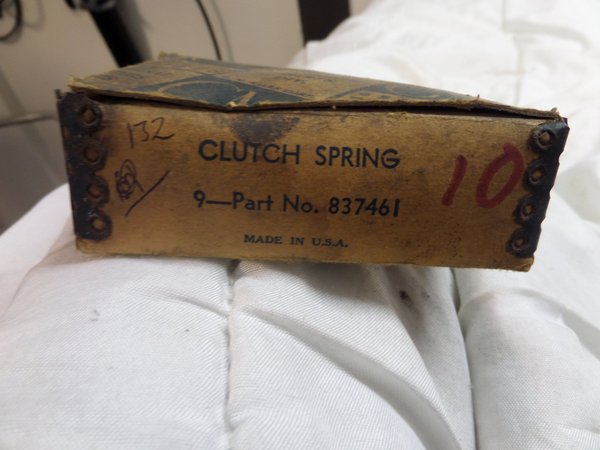 132
CLUTCH SPRING
10
9—Part No. 837461
MADE IN U.S.A.